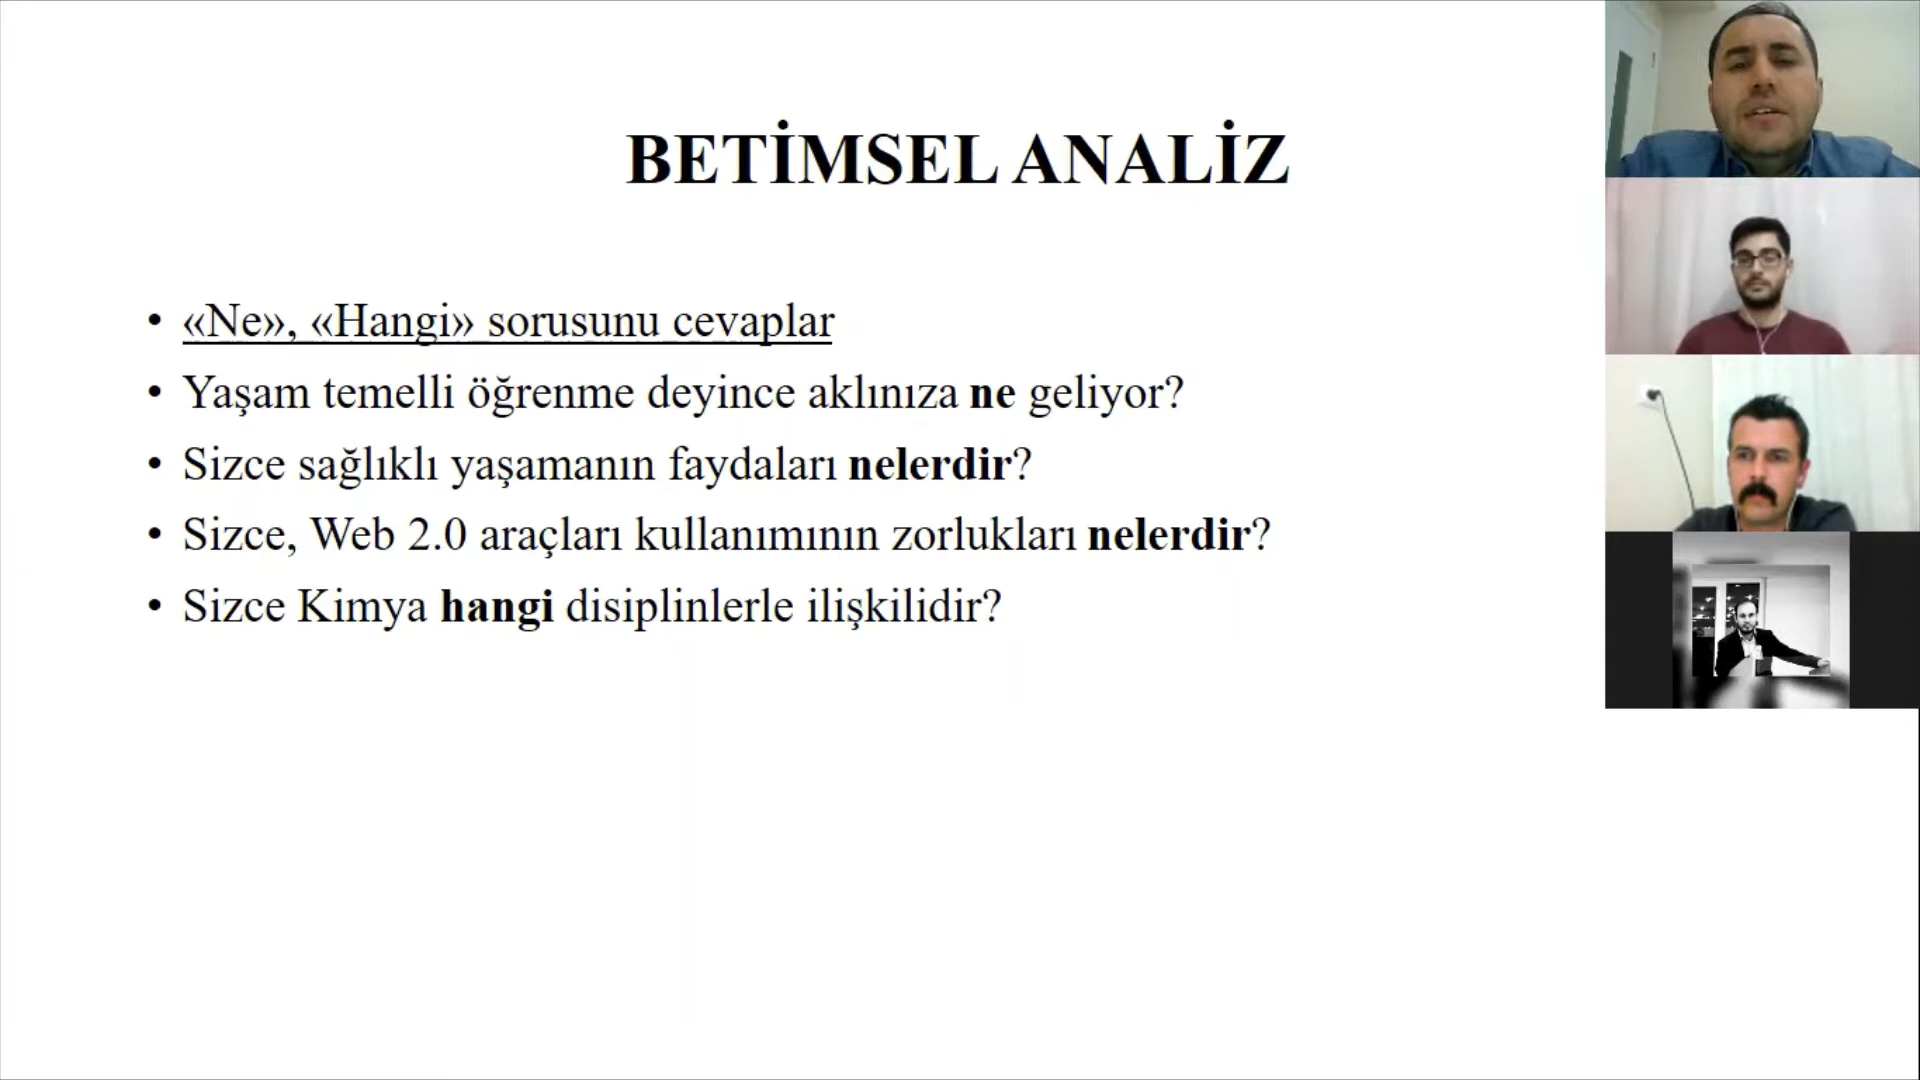 BETİMSEL ANALİZ
• «Ne», «Hangi» sorusunu cevaplar
• Yaşam temelli öğrenme deyince aklınıza ne geliyor?
• Sizce sağlıklı yaşamanın faydaları nelerdir?
• Sizce, Web 2.0 araçları kullanımının zorlukları nelerdir?
• Sizce Kimya hangi disiplinlerle ilişkilidir?